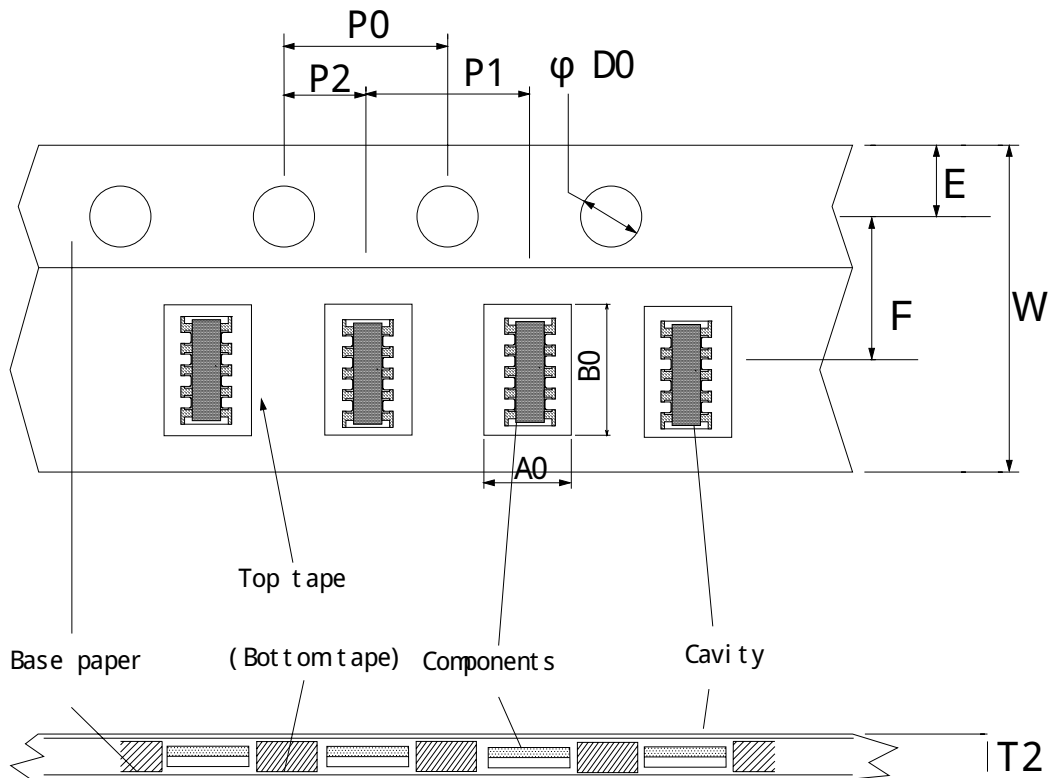 P0
P2
P1
φ D0
E
F
W
B0
A0
Top tape
Base paper
(Bottom tape)
Components
Cavity
T2